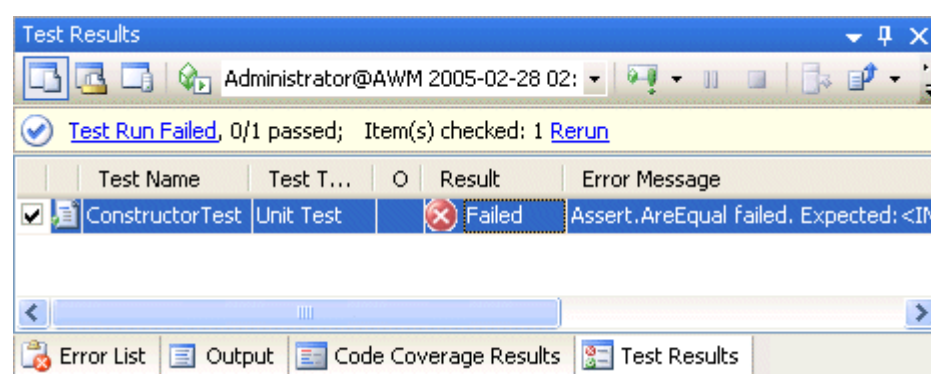 Test Results
Administrator@AWM 2005-02-28 02:
Test Run Failed, 0/1 passed; Item(s) checked: 1 Rerun
Test Name Test T... O Result Error Message
ConstructorTest Unit Test Failed Assert.AreEqual failed. Expected:<IN
Error List Output Code Coverage Results Test Results